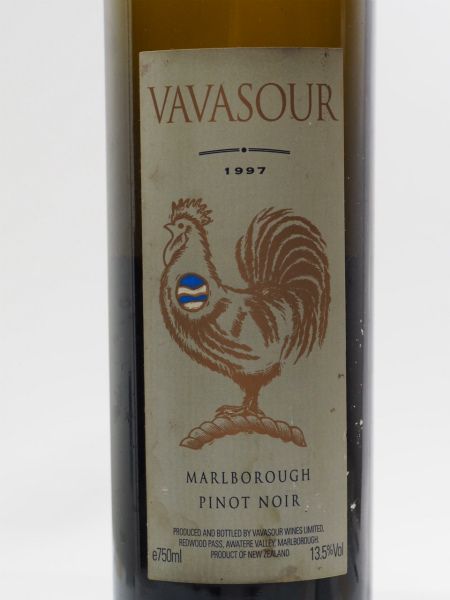 VAVASOUR
1997
MARLBOROUGH
PINOT NOIR
PRODUCED AND BOTTLED BY VAVASOUR WINES LIMITED,
REDWOOD PASS, AWATERE VALLEY, MARLBOROUGH.
e750ml PRODUCT OF NEW ZEALAND 13.5%Vol